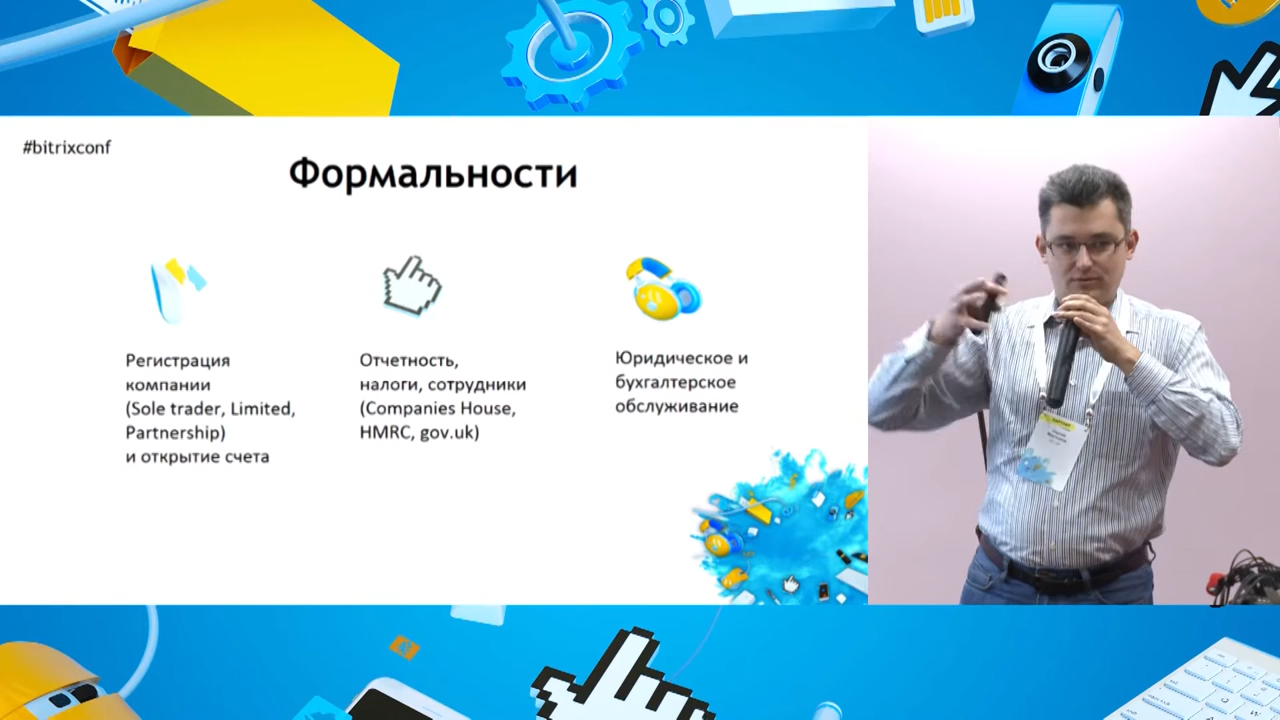 #bitrixconf
Формальности
Регистрация
компании
(Sole trader, Limited,
Partnership)
и открытие счета
Отчетность,
налоги, сотрудники
(Companies House,
HMRC, gov.uk)
Юридическое и
бухгалтерское
обслуживание